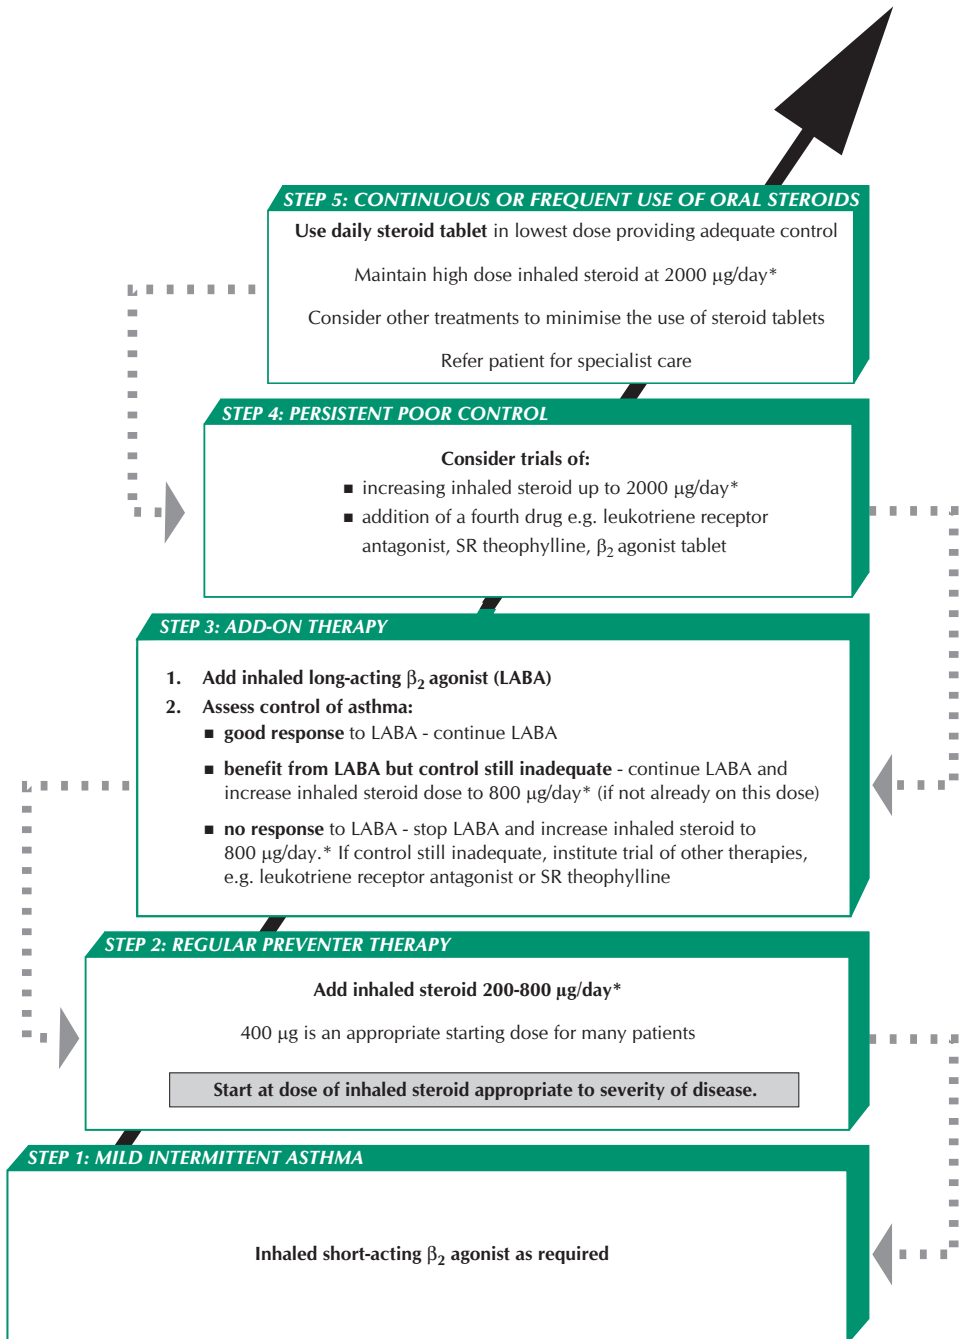 STEP 5: CONTINUOUS OR FREQUENT USE OF ORAL STEROIDS
Use daily steroid tablet in lowest dose providing adequate control
Maintain high dose inhaled steroid at 2000 µg/day*
Consider other treatments to minimise the use of steroid tablets
Refer patient for specialist care
STEP 4: PERSISTENT POOR CONTROL
Consider trials of:
■ increasing inhaled steroid up to 2000 µg/day*
■ addition of a fourth drug e.g. leukotriene receptor
antagonist, SR theophylline, β2 agonist tablet
STEP 3: ADD-ON THERAPY
1. Add inhaled long-acting β2 agonist (LABA)
2. Assess control of asthma:
■ good response to LABA - continue LABA
■ benefit from LABA but control still inadequate - continue LABA and
increase inhaled steroid dose to 800 µg/day* (if not already on this dose)
■ no response to LABA - stop LABA and increase inhaled steroid to
800 µg/day.* If control still inadequate, institute trial of other therapies,
e.g. leukotriene receptor antagonist or SR theophylline
STEP 2: REGULAR PREVENTER THERAPY
Add inhaled steroid 200-800 µg/day*
400 µg is an appropriate starting dose for many patients
Start at dose of inhaled steroid appropriate to severity of disease.
STEP 1: MILD INTERMITTENT ASTHMA
Inhaled short-acting β2 agonist as required